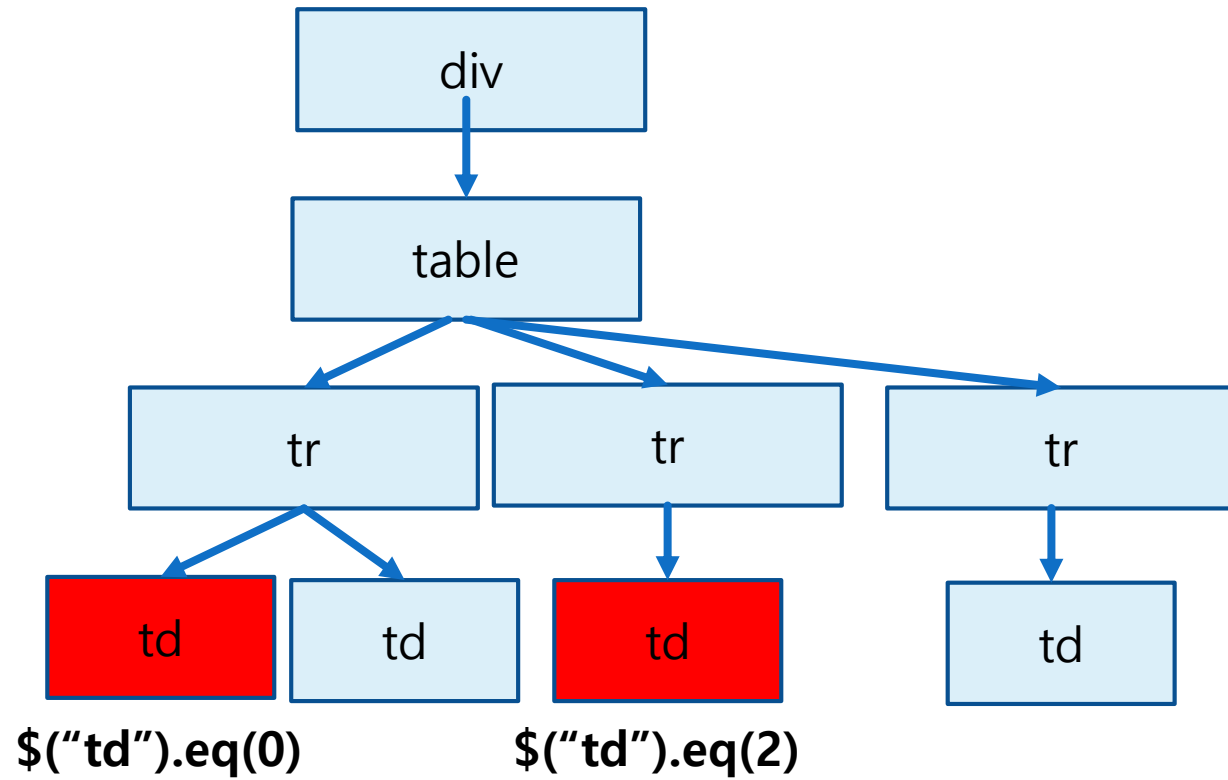 div
table
tr
tr
tr
td
td
td
td
$(“td”).eq(0)
$(“td”).eq(2)